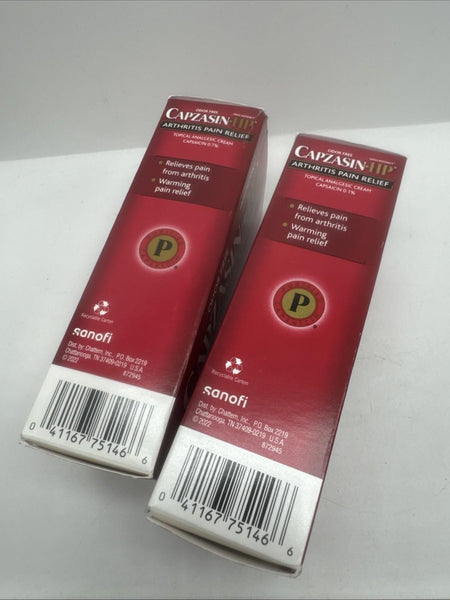 ODOR FREE
CAPZASIN-HP
ARTHRITIS PAIN RELIEF
TOPICAL ANALGESIC CREAM
CAPSAICIN 0.1%
Relieves pain
from arthritis
Warming
pain relief
P
Recyclable Carton
sanofi
Dist. by: Chattem, Inc., P.O. Box 2219
Chattanooga, TN 37409-0219 U.S.A
© 2022
872945
0 41167 75146 6
ODOR FREE
CAPZASIN-HP
ARTHRITIS PAIN RELIEF
TOPICAL ANALGESIC CREAM
CAPSAICIN 0.1%
Relieves pain
from arthritis
Warming
pain relief
P
Recyclable Carton
sanofi
Dist. by: Chattem, Inc., P.O. Box 2219
Chattanooga, TN 37409-0219 U.S.A
© 2022
872945
0 41167 75146 6